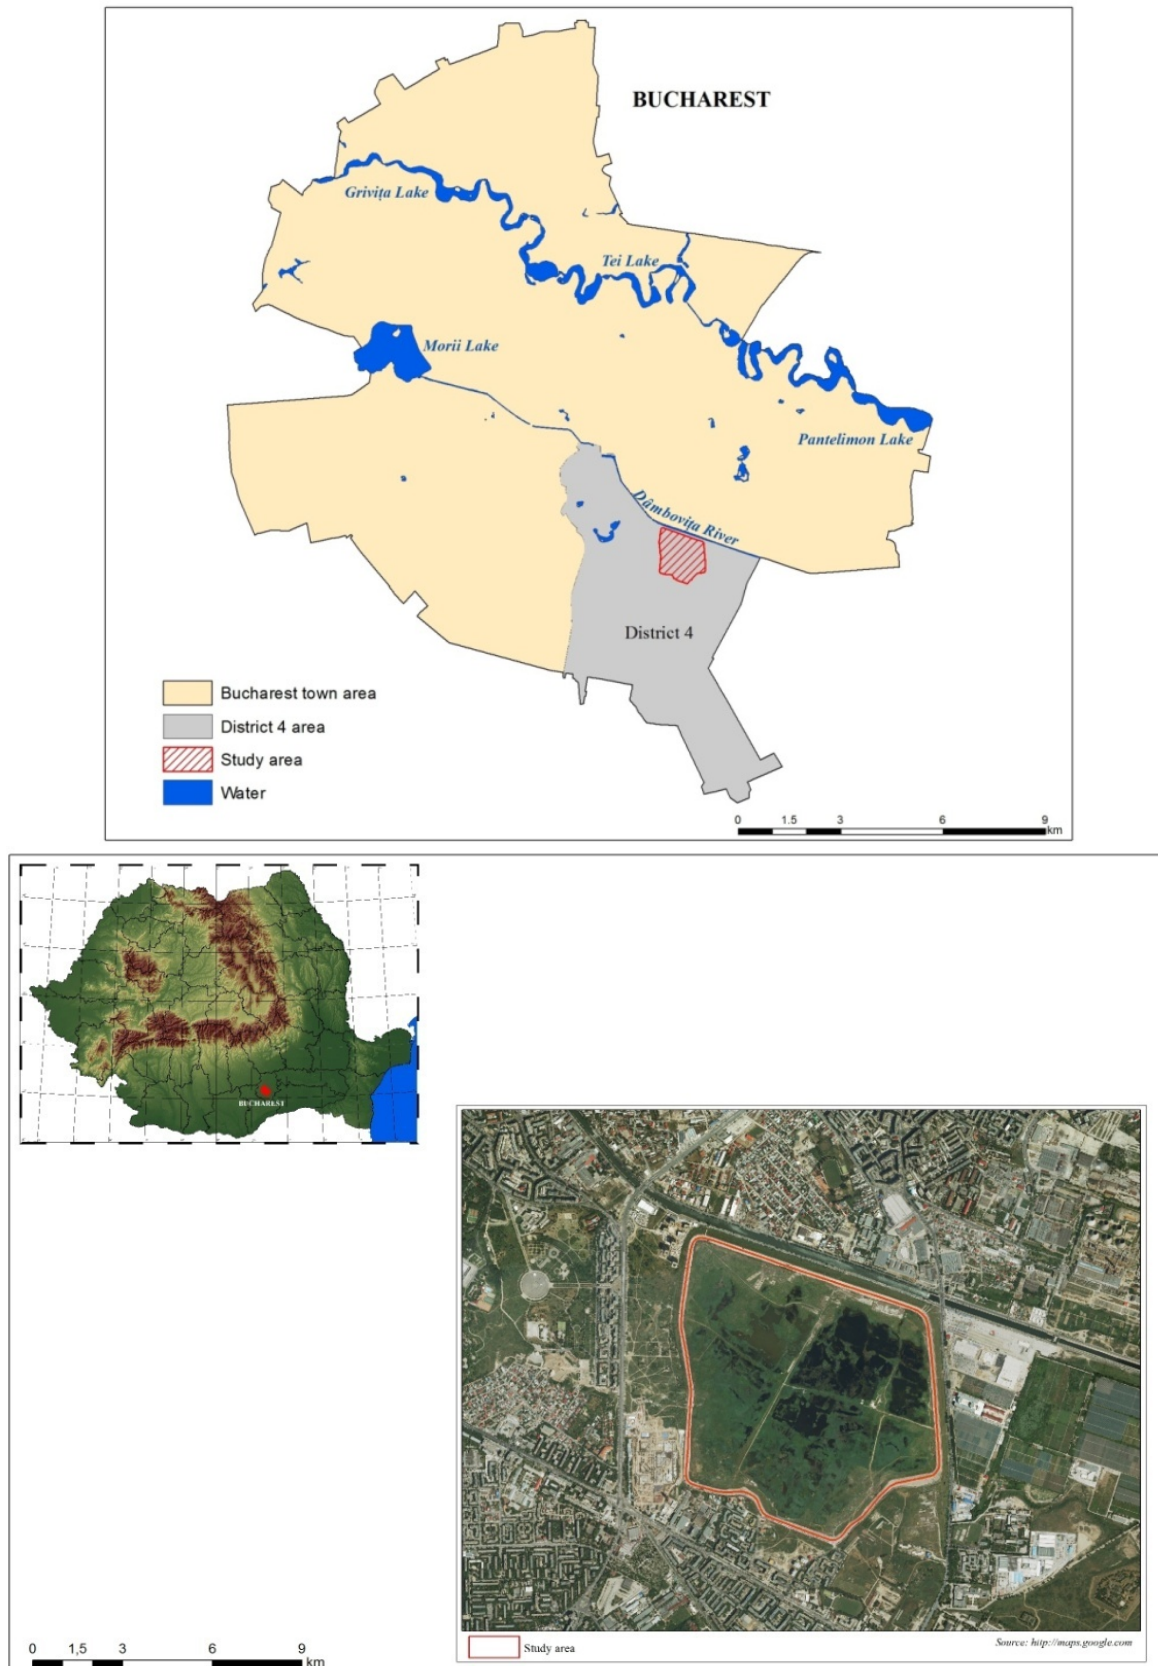 BUCHAREST
Grivița Lake
Tei Lake
Morii Lake
Pantelimon Lake
Dâmbovița River
District 4
Bucharest town area
District 4 area
Study area
Water
0 1.5 3 6 9
km
BUCHAREST
Study area
Source: http://maps.google.com
0 1,5 3 6 9
km